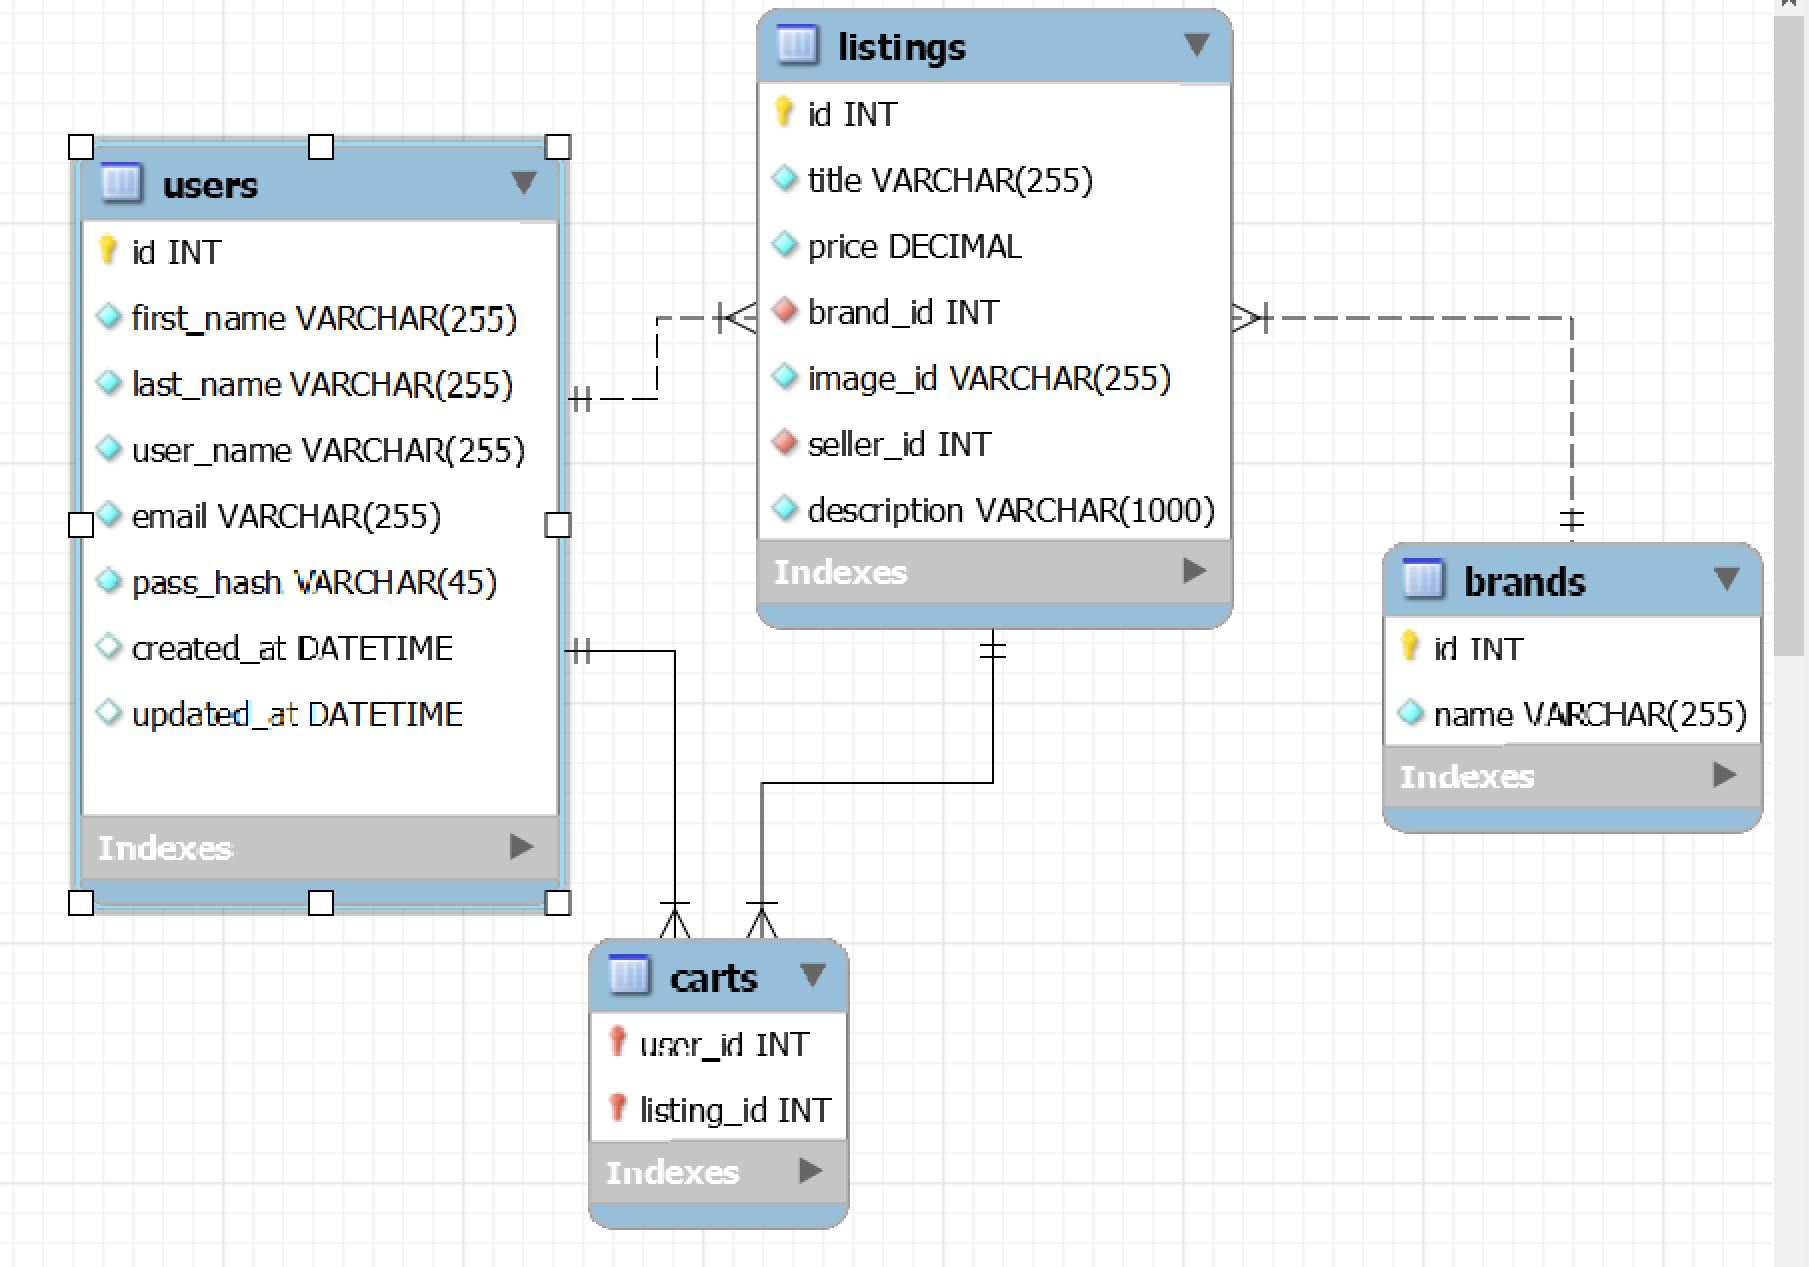 users
id INT
first_name VARCHAR(255)
last_name VARCHAR(255)
user_name VARCHAR(255)
email VARCHAR(255)
pass_hash VARCHAR(45)
created_at DATETIME
updated_at DATETIME
Indexes
listings
id INT
title VARCHAR(255)
price DECIMAL
brand_id INT
image_id VARCHAR(255)
seller_id INT
description VARCHAR(1000)
Indexes
brands
id INT
name VARCHAR(255)
Indexes
carts
user_id INT
listing_id INT
Indexes